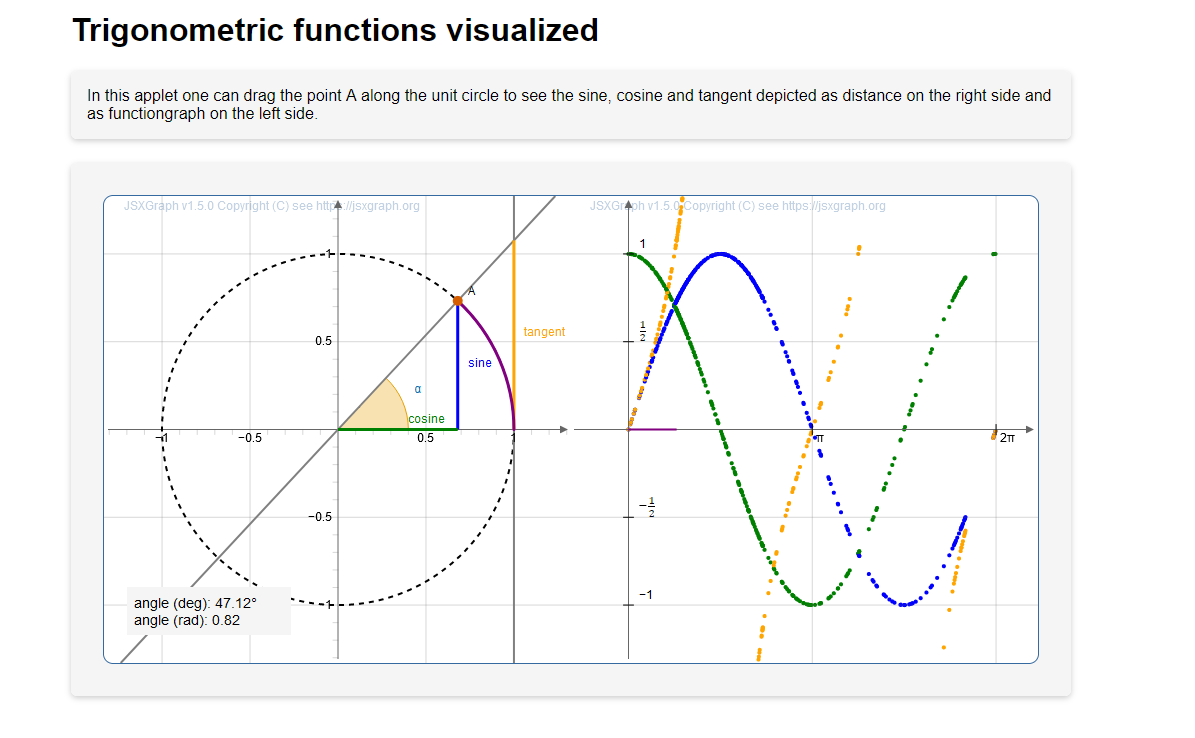 Trigonometric functions visualized
In this applet one can drag the point A along the unit circle to see the sine, cosine and tangent depicted as distance on the right side and
as functiongraph on the left side.
JSXGraph v1.5.0 Copyright (C) see https://jsxgraph.org
1
A
0.5
tangent
sine
α
cosine
-1
-0.5
0.5
1
-0.5
-1
angle (deg): 47.12°
angle (rad): 0.82
JSXGraph v1.5.0 Copyright (C) see https://jsxgraph.org
1
1/2
π
2π
-1/2
-1